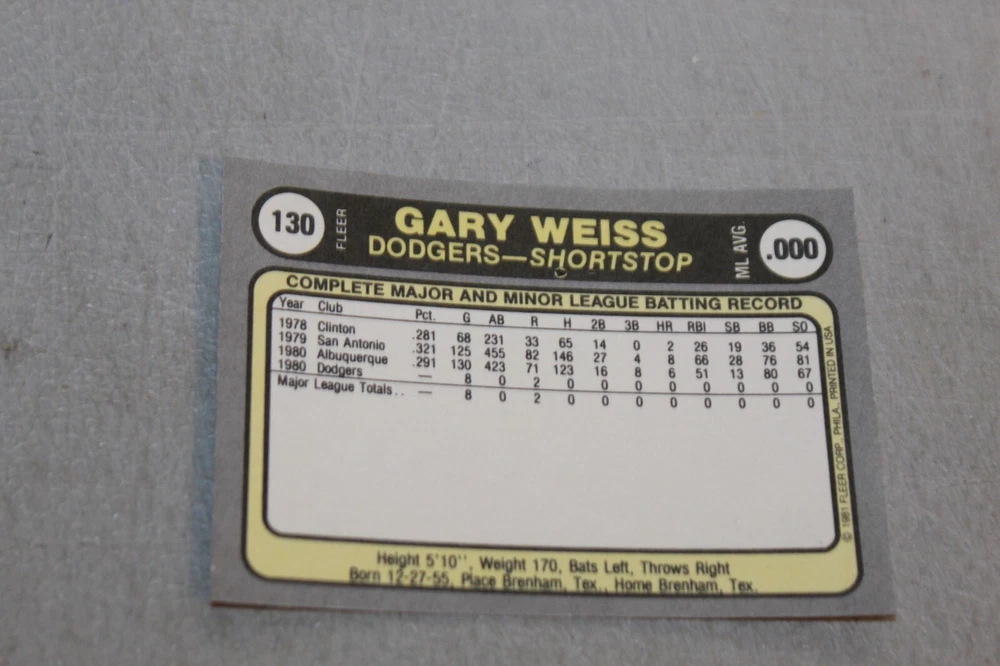 130 FLEER GARY WEISS ML AVG. .000
DODGERS—SHORTSTOP
COMPLETE MAJOR AND MINOR LEAGUE BATTING RECORD
Year Club Pct. G AB R H 2B 3B HR RBI SB BB SO
1978 Clinton .281 68 231 33 65 14 0 2 26 19 36 54
1979 San Antonio .321 125 455 82 146 27 4 8 66 28 76 81
1980 Albuquerque .291 130 423 71 123 16 8 6 51 13 80 67
1980 Dodgers — 8 0 2 0 0 0 0 0 0 0 0
Major League Totals.. — 8 0 2 0 0 0 0 0 0 0 0
© 1981 FLEER CORP., PHILA. PRINTED IN USA
Height 5'10'', Weight 170, Bats Left, Throws Right
Born 12-27-55, Place Brenham, Tex., Home Brenham, Tex.